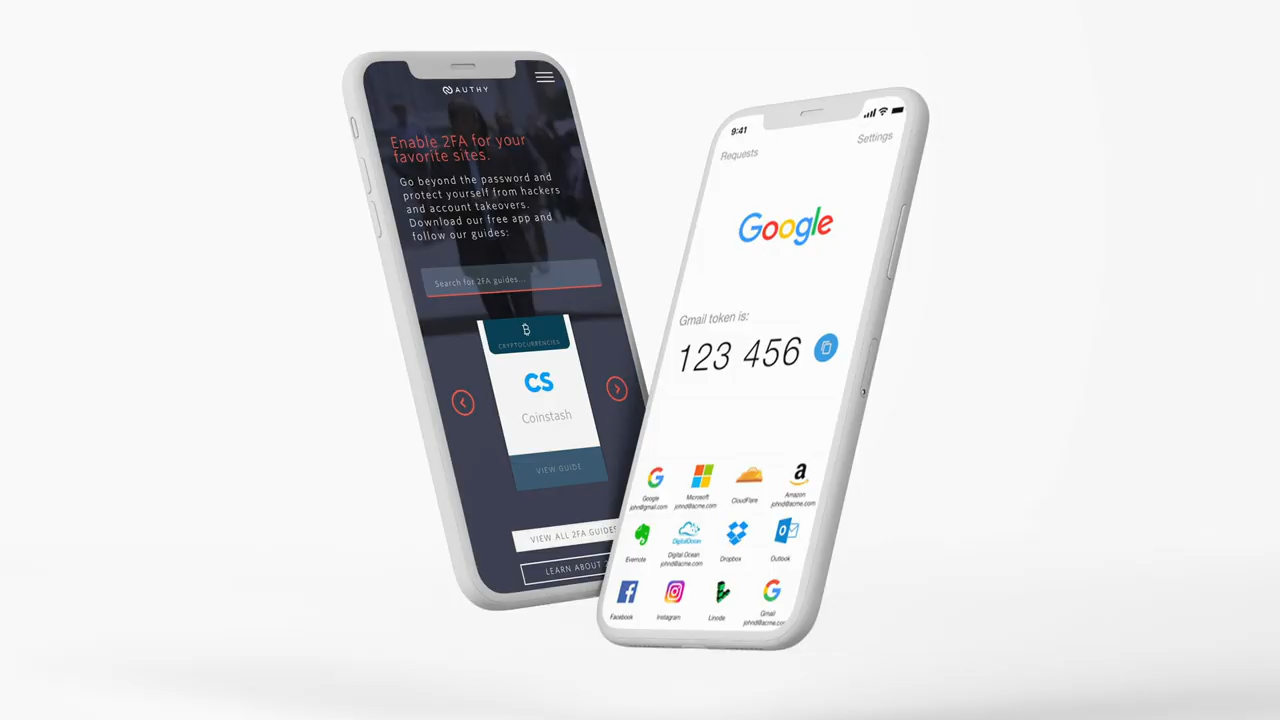 AUTHY
Enable 2FA for your
favorite sites.
Go beyond the password and
protect yourself from hackers
and account takeovers.
Download our free app and
follow our guides:
Search for 2FA guides...
CRYPTOCURRENCIES
CS
Coinstash
VIEW GUIDE
VIEW ALL 2FA GUIDES
LEARN ABOUT
9:41
Requests
Settings
Google
Gmail token is:
123 456
Google
john@gmail.com
Microsoft
johnd@acme.com
CloudFlare
a
Amazon
johnd@acme.com
Evernote
DigitalOcean
Digital Ocean
johnd@acme.com
Dropbox
Outlook
Facebook
Instagram
Linode
Gmail
johnd@acme.com